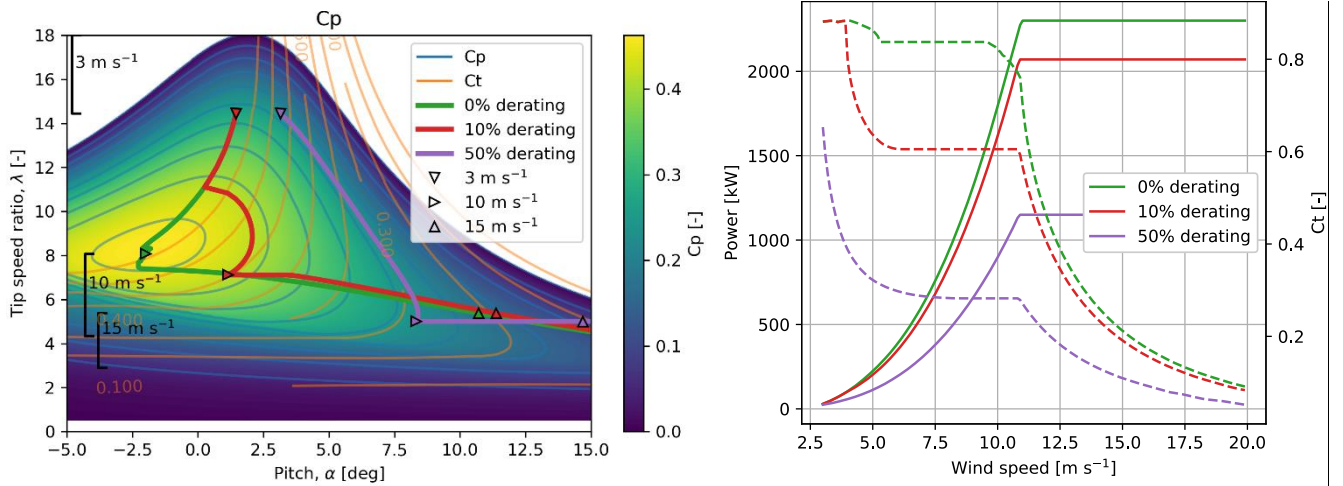 Cp
18
16
14
12
10
8
6
4
2
0
Tip speed ratio, λ [-]
3 m s⁻¹
10 m s⁻¹
15 m s⁻¹
0.400
0.100
0.300
Cp
Ct
0% derating
10% derating
50% derating
3 m s⁻¹
10 m s⁻¹
15 m s⁻¹
-5.0
-2.5
0.0
2.5
5.0
7.5
10.0
12.5
15.0
Pitch, α [deg]
0.4
0.3
0.2
0.1
0.0
Cp [-]
2000
1750
1500
1250
1000
750
500
250
0
Power [kW]
0% derating
10% derating
50% derating
0.8
0.6
0.4
0.2
Ct [-]
2.5
5.0
7.5
10.0
12.5
15.0
17.5
20.0
Wind speed [m s⁻¹]